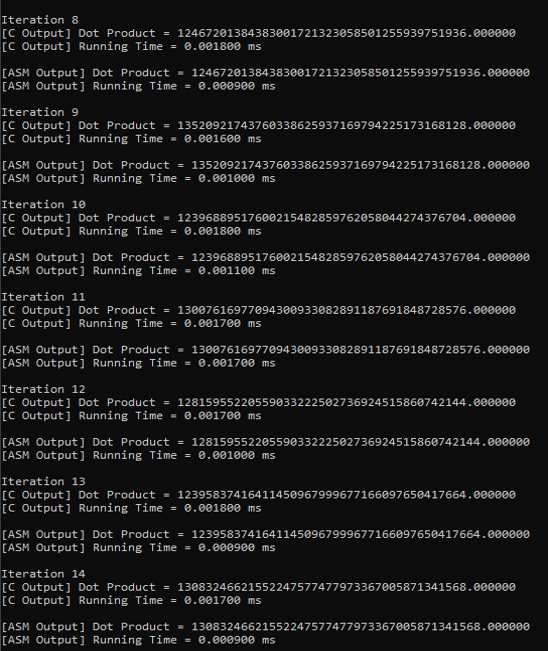 Iteration 8
[C Output] Dot Product = 124672013843830017213230585012559397519​36.000000
[C Output] Running Time = 0.001800 ms
[ASM Output] Dot Product = 12467201384383001721323058501255939751936.000000
[ASM Output] Running Time = 0.000900 ms
Iteration 9
[C Output] Dot Product = 13520921743760338625937169794225173168128.000000
[C Output] Running Time = 0.001600 ms
[ASM Output] Dot Product = 13520921743760338625937169794225173168128.000000
[ASM Output] Running Time = 0.001000 ms
Iteration 10
[C Output] Dot Product = 12396889517600215482859762058044274376704.000000
[C Output] Running Time = 0.001800 ms
[ASM Output] Dot Product = 12396889517600215482859762058044274376704.000000
[ASM Output] Running Time = 0.001100 ms
Iteration 11
[C Output] Dot Product = 13007616977094300933082891187691848728576.000000
[C Output] Running Time = 0.001700 ms
[ASM Output] Dot Product = 13007616977094300933082891187691848728576.000000
[ASM Output] Running Time = 0.001700 ms
Iteration 12
[C Output] Dot Product = 12815955220559033222502736924515860742144.000000
[C Output] Running Time = 0.001700 ms
[ASM Output] Dot Product = 12815955220559033222502736924515860742144.000000
[ASM Output] Running Time = 0.001000 ms
Iteration 13
[C Output] Dot Product = 12395837416411450967999677166097650417664.000000
[C Output] Running Time = 0.001800 ms
[ASM Output] Dot Product = 12395837416411450967999677166097650417664.000000
[ASM Output] Running Time = 0.000900 ms
Iteration 14
[C Output] Dot Product = 13083246621552247577477973367005871341568.000000
[C Output] Running Time = 0.001700 ms
[ASM Output] Dot Product = 13083246621552247577477973367005871341568.000000
[ASM Output] Running Time = 0.000900 ms